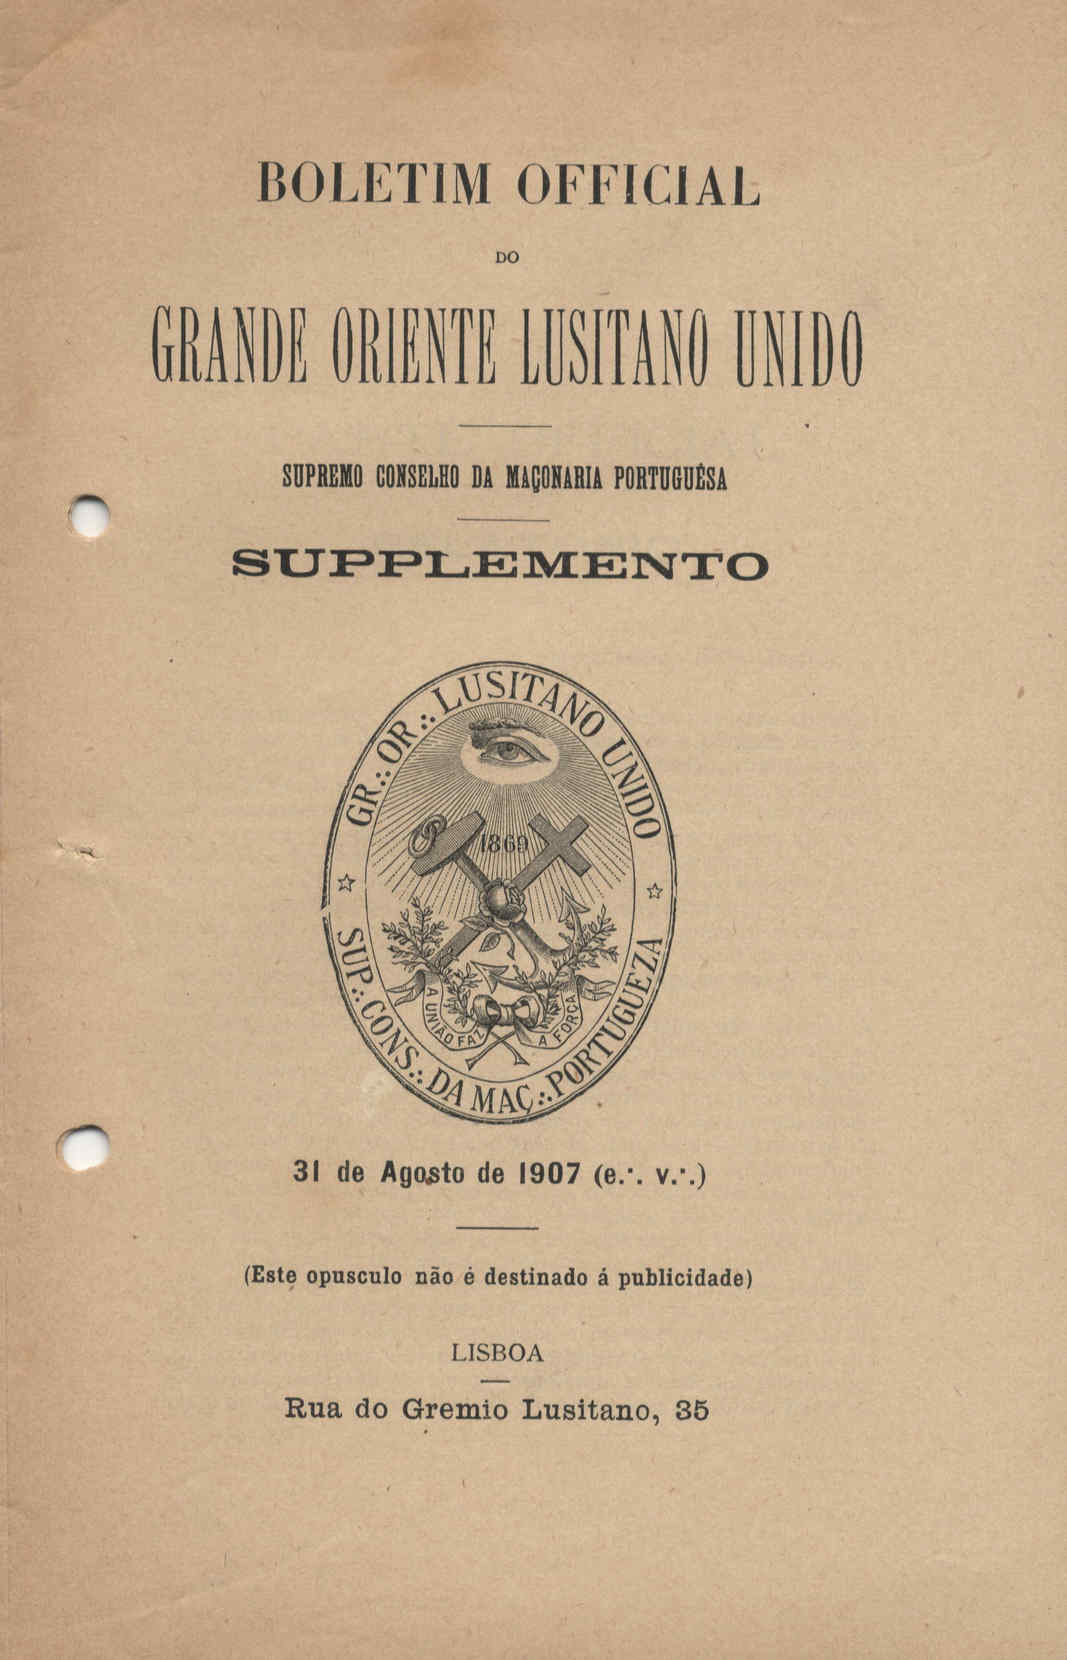 BOLETIM OFFICIAL
DO
GRANDE ORIENTE LUSITANO UNIDO
SUPREMO CONSELHO DA MAÇONARIA PORTUGUÊSA
SUPPLEMENTO
GR∴ OR∴ LUSITANO UNIDO
1869
A UNIÃO FAZ A FORÇA
SUP∴ CONS∴ DA MAÇ∴ PORTUGUEZA
31 de Agosto de 1907 (e.·. v.·.)
(Este opusculo não é destinado á publicidade)
LISBOA
Rua do Gremio Lusitano, 35